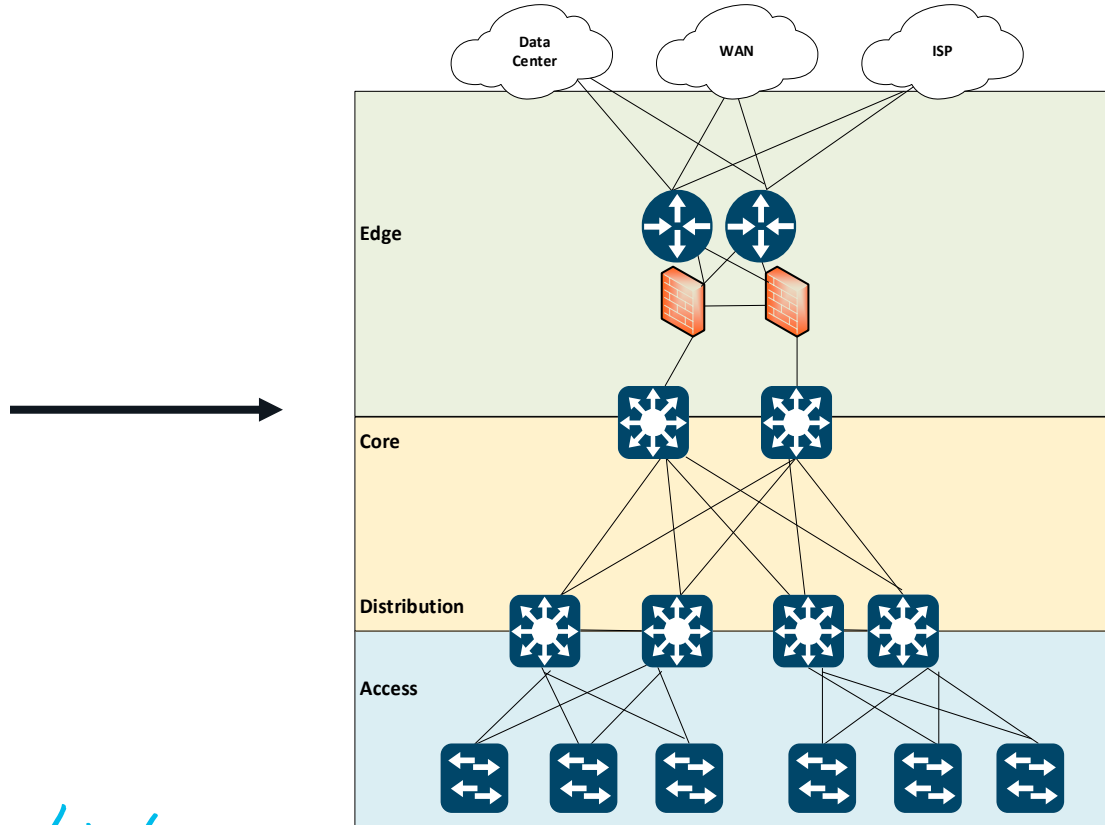 Data
Center
WAN
ISP
Edge
Core
Distribution
Access